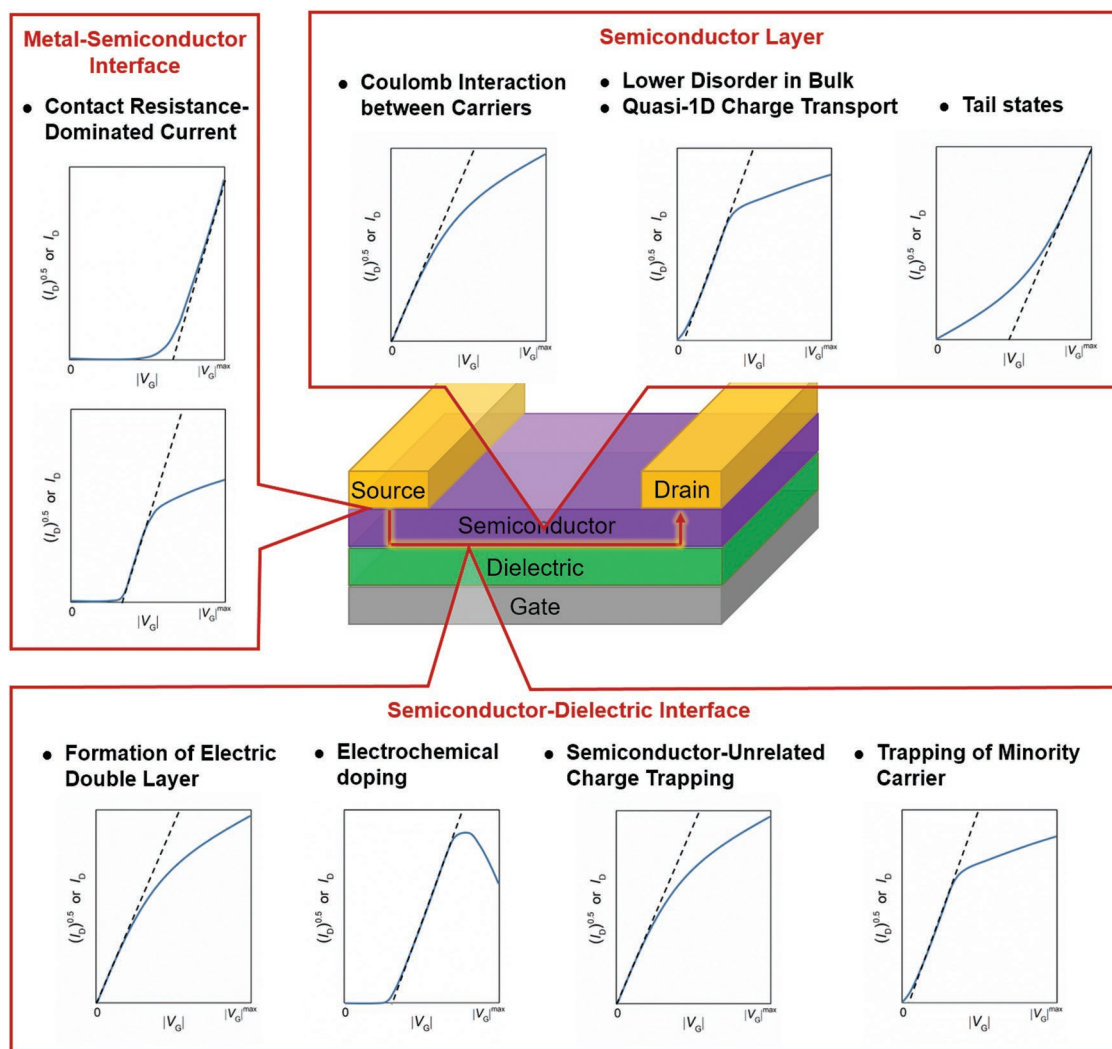 Metal-Semiconductor
Interface
● Contact Resistance-
Dominated Current
(I_D)^0.5 or I_D
0
|V_G|
|V_G|^max
(I_D)^0.5 or I_D
0
|V_G|
|V_G|^max
Semiconductor Layer
● Coulomb Interaction
between Carriers
(I_D)^0.5 or I_D
0
|V_G|
|V_G|^max
● Lower Disorder in Bulk
● Quasi-1D Charge Transport
(I_D)^0.5 or I_D
0
|V_G|
|V_G|^max
● Tail states
(I_D)^0.5 or I_D
0
|V_G|
|V_G|^max
Source
Drain
Semiconductor
Dielectric
Gate
Semiconductor-Dielectric Interface
● Formation of Electric
Double Layer
(I_D)^0.5 or I_D
0
|V_G|
|V_G|^max
● Electrochemical
doping
(I_D)^0.5 or I_D
0
|V_G|
|V_G|^max
● Semiconductor-Unrelated
Charge Trapping
(I_D)^0.5 or I_D
0
|V_G|
|V_G|^max
● Trapping of Minority
Carrier
(I_D)^0.5 or I_D
0
|V_G|
|V_G|^max